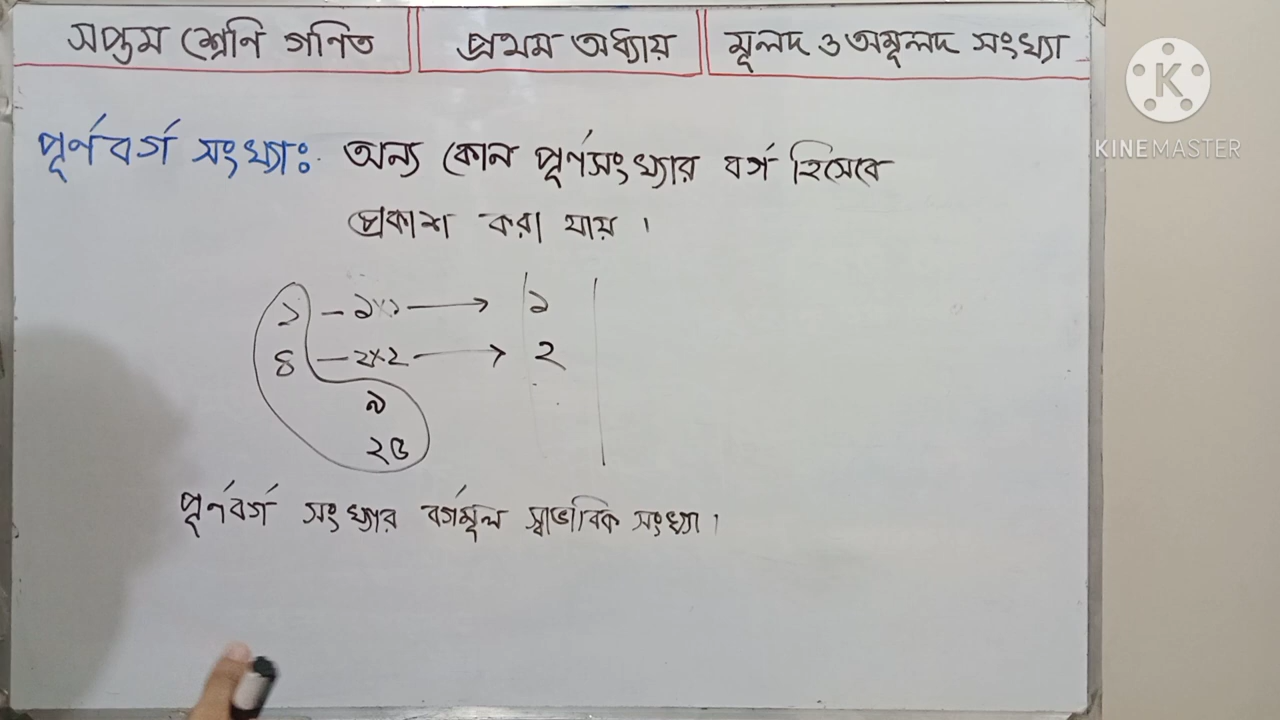 সপ্তম শ্রেণি গণিত
প্রথম অধ্যায়
মূলদ ও অমূলদ সংখ্যা
K
KINEMASTER
পূর্ণবর্গ সংখ্যাঃ অন্য কোন পূর্ণসংখ্যার বর্গ হিসেবে
প্রকাশ করা যায় ।
১ – ১×১ → ১
৪ – ২×২ → ২
৯
২৫
পূর্ণবর্গ সংখ্যার বর্গমূল স্বাভাবিক সংখ্যা ।